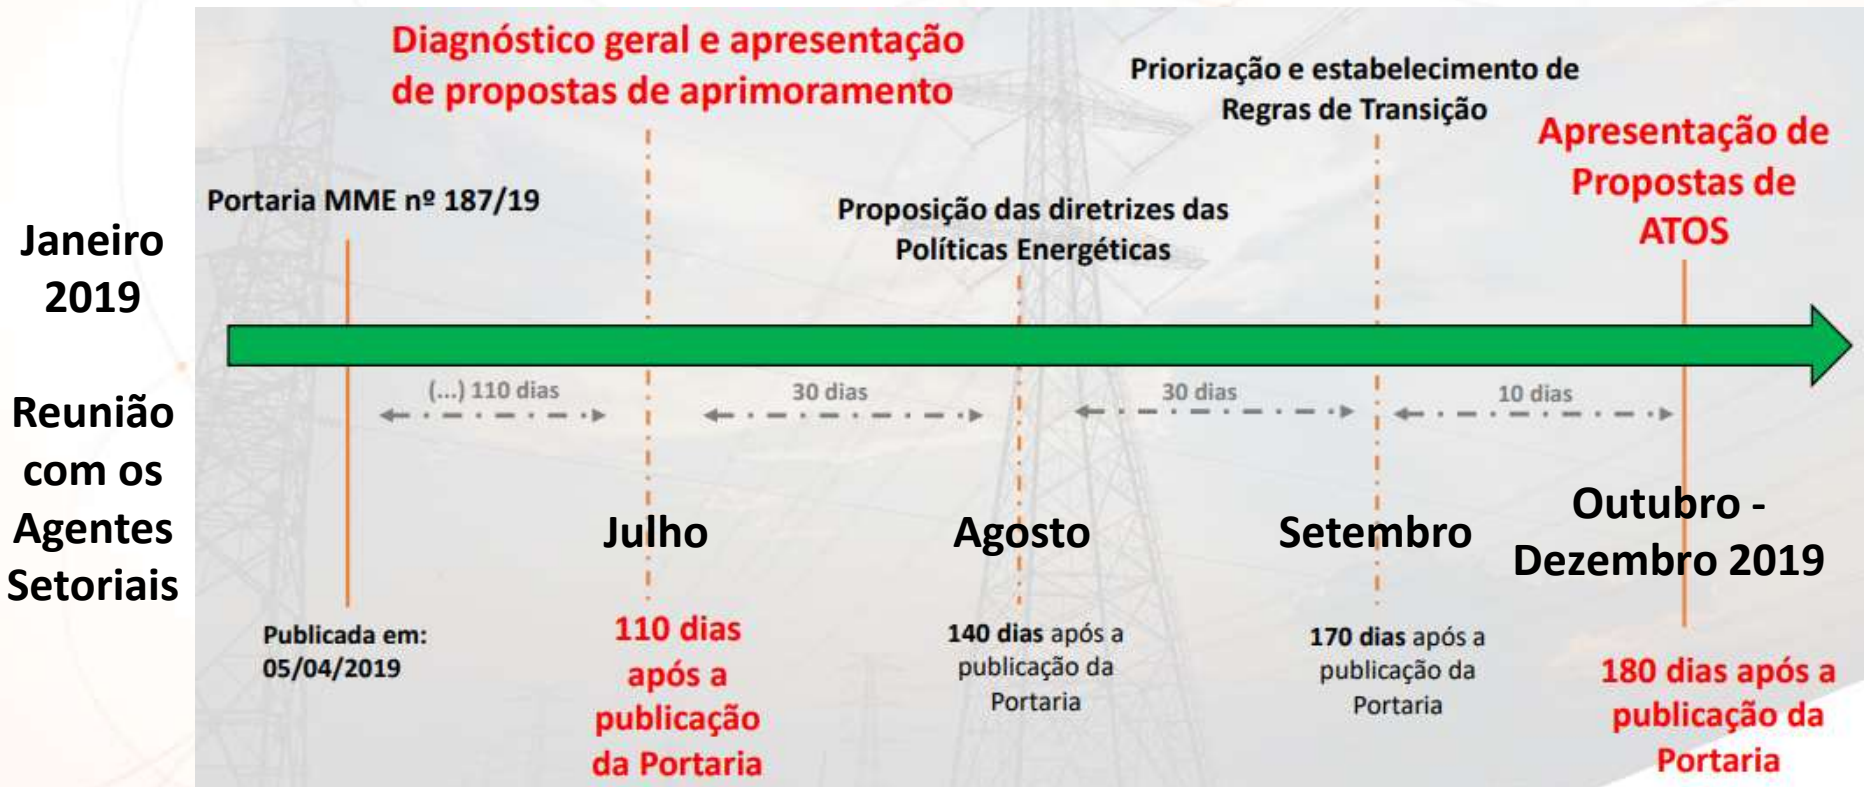 Janeiro
2019
Reunião
com os
Agentes
Setoriais
Diagnóstico geral e apresentação
de propostas de aprimoramento
Priorização e estabelecimento de
Regras de Transição
Apresentação de
Propostas de
ATOS
Portaria MME nº 187/19
Proposição das diretrizes das
Políticas Energéticas
(...) 110 dias
30 dias
30 dias
10 dias
Julho
Agosto
Setembro
Outubro -
Dezembro 2019
Publicada em:
05/04/2019
110 dias
após a
publicação
da Portaria
140 dias após a
publicação da
Portaria
170 dias após a
publicação da
Portaria
180 dias após a
publicação da
Portaria